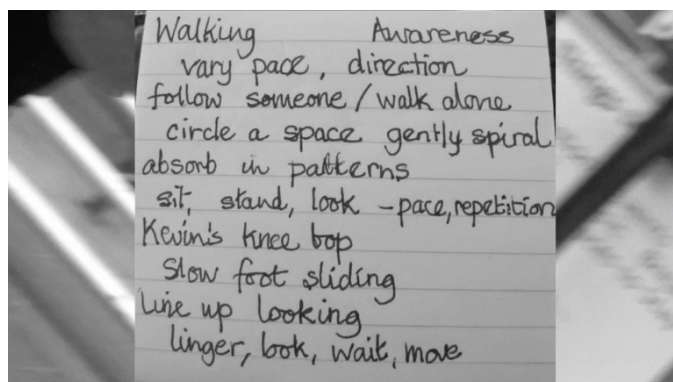 Walking Awareness
vary pace, direction
follow someone / walk alone
circle a space gently spiral
absorb in patterns
sit, stand, look - pace, repetition
Kevin's knee bop
Slow foot sliding
Line up looking
linger, look, wait, move